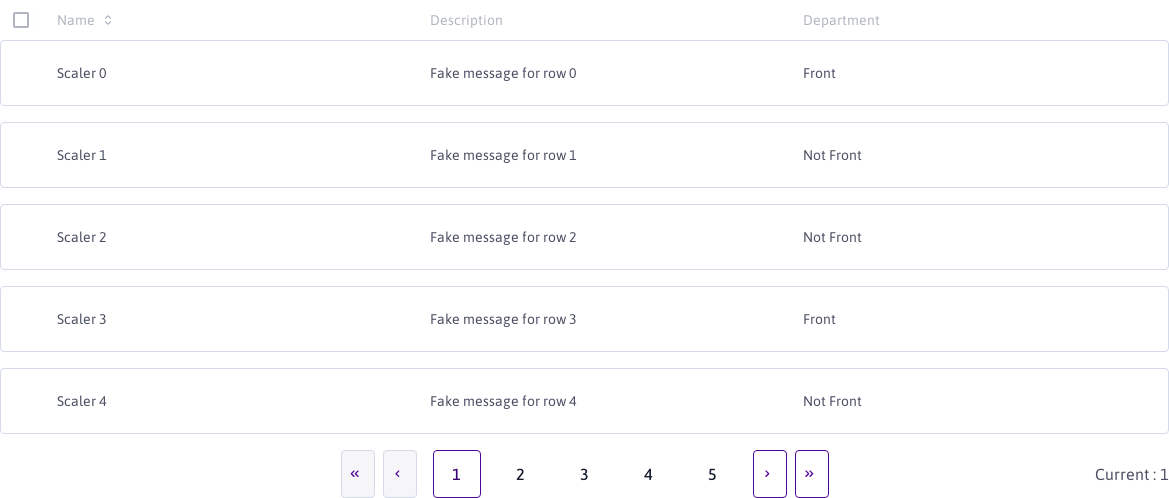 Name Description Department
Scaler 0 Fake message for row 0 Front
Scaler 1 Fake message for row 1 Not Front
Scaler 2 Fake message for row 2 Not Front
Scaler 3 Fake message for row 3 Front
Scaler 4 Fake message for row 4 Not Front
« ‹ 1 2 3 4 5 › » Current : 1